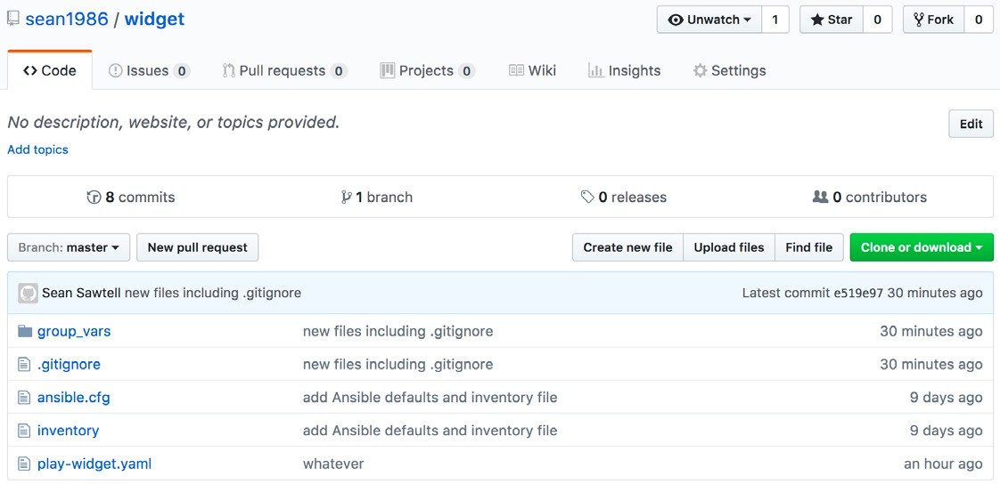 sean1986 / widget Unwatch 1 Star 0 Fork 0
Code Issues 0 Pull requests 0 Projects 0 Wiki Insights Settings
No description, website, or topics provided. Edit
Add topics
8 commits 1 branch 0 releases 0 contributors
Branch: master New pull request Create new file Upload files Find file Clone or download
Sean Sawtell new files including .gitignore Latest commit e519e97 30 minutes ago
group_vars new files including .gitignore 30 minutes ago
.gitignore new files including .gitignore 30 minutes ago
ansible.cfg add Ansible defaults and inventory file 9 days ago
inventory add Ansible defaults and inventory file 9 days ago
play-widget.yaml whatever an hour ago